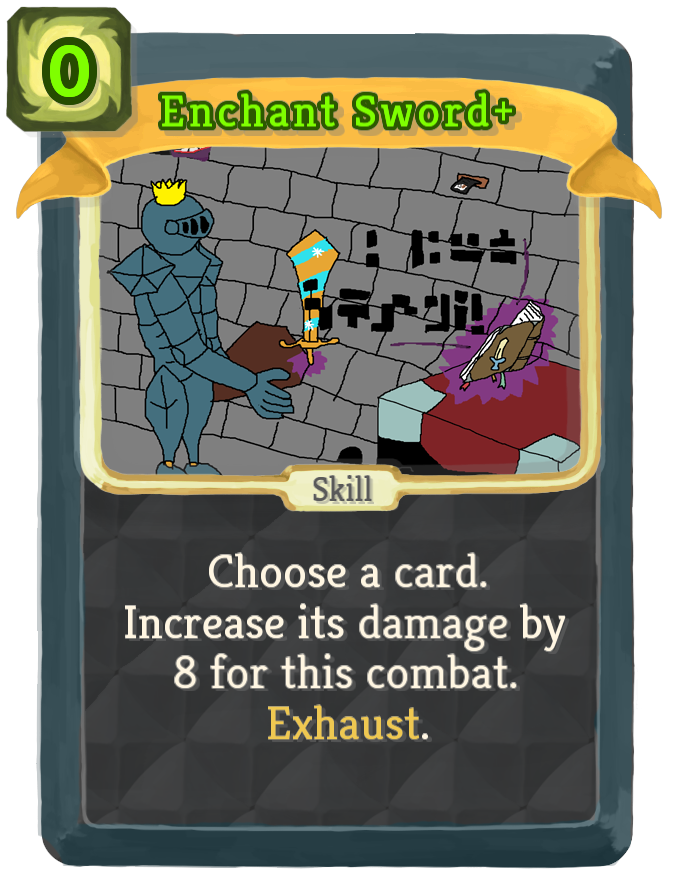 0
Enchant Sword+
Skill
Choose a card.
Increase its damage by
8 for this combat.
Exhaust.